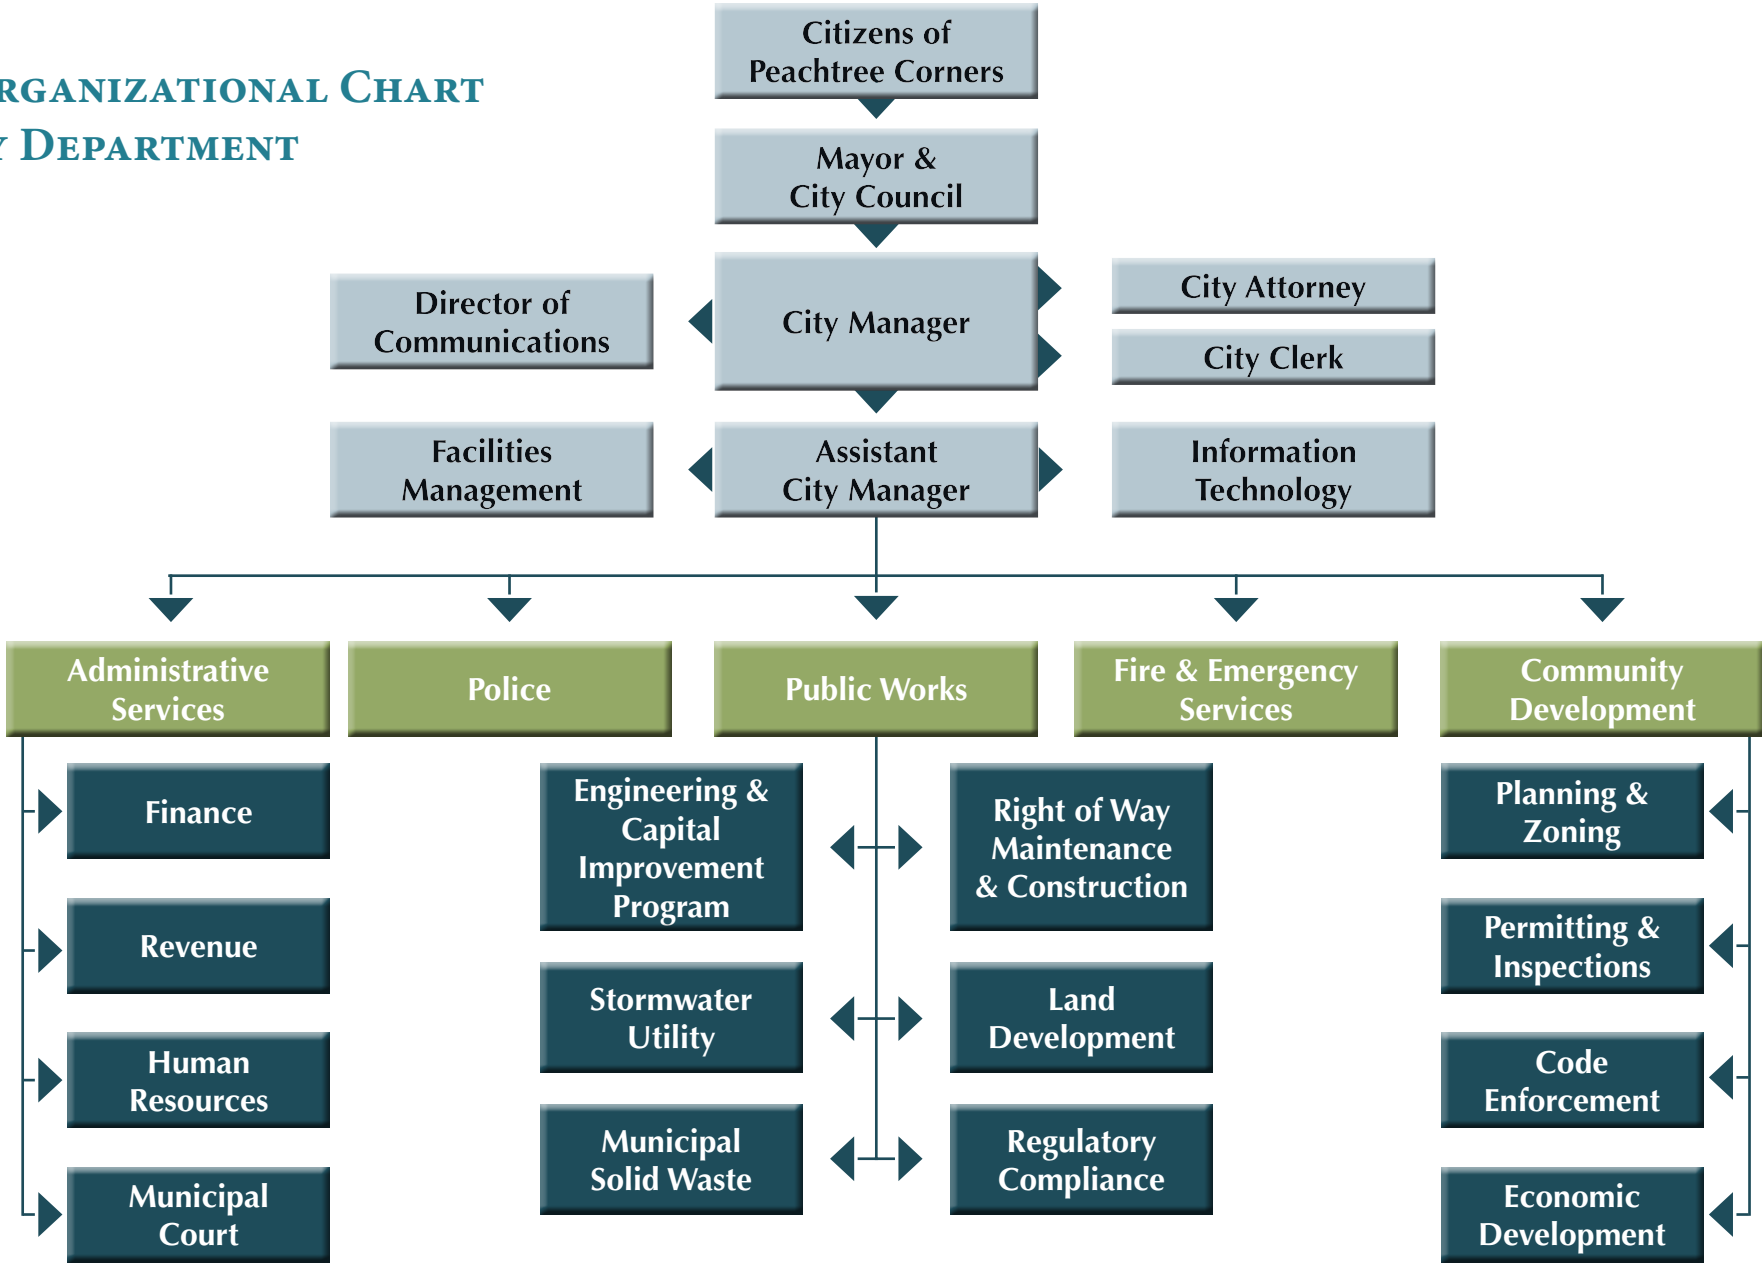 RGANIZATIONAL CHART
Y DEPARTMENT
Citizens of
Peachtree Corners
Mayor &
City Council
City Manager
Director of
Communications
City Attorney
City Clerk
Facilities
Management
Assistant
City Manager
Information
Technology
Administrative
Services
Police
Public Works
Fire & Emergency
Services
Community
Development
Finance
Revenue
Human
Resources
Municipal
Court
Engineering &
Capital
Improvement
Program
Stormwater
Utility
Municipal
Solid Waste
Right of Way
Maintenance
& Construction
Land
Development
Regulatory
Compliance
Planning &
Zoning
Permitting &
Inspections
Code
Enforcement
Economic
Development